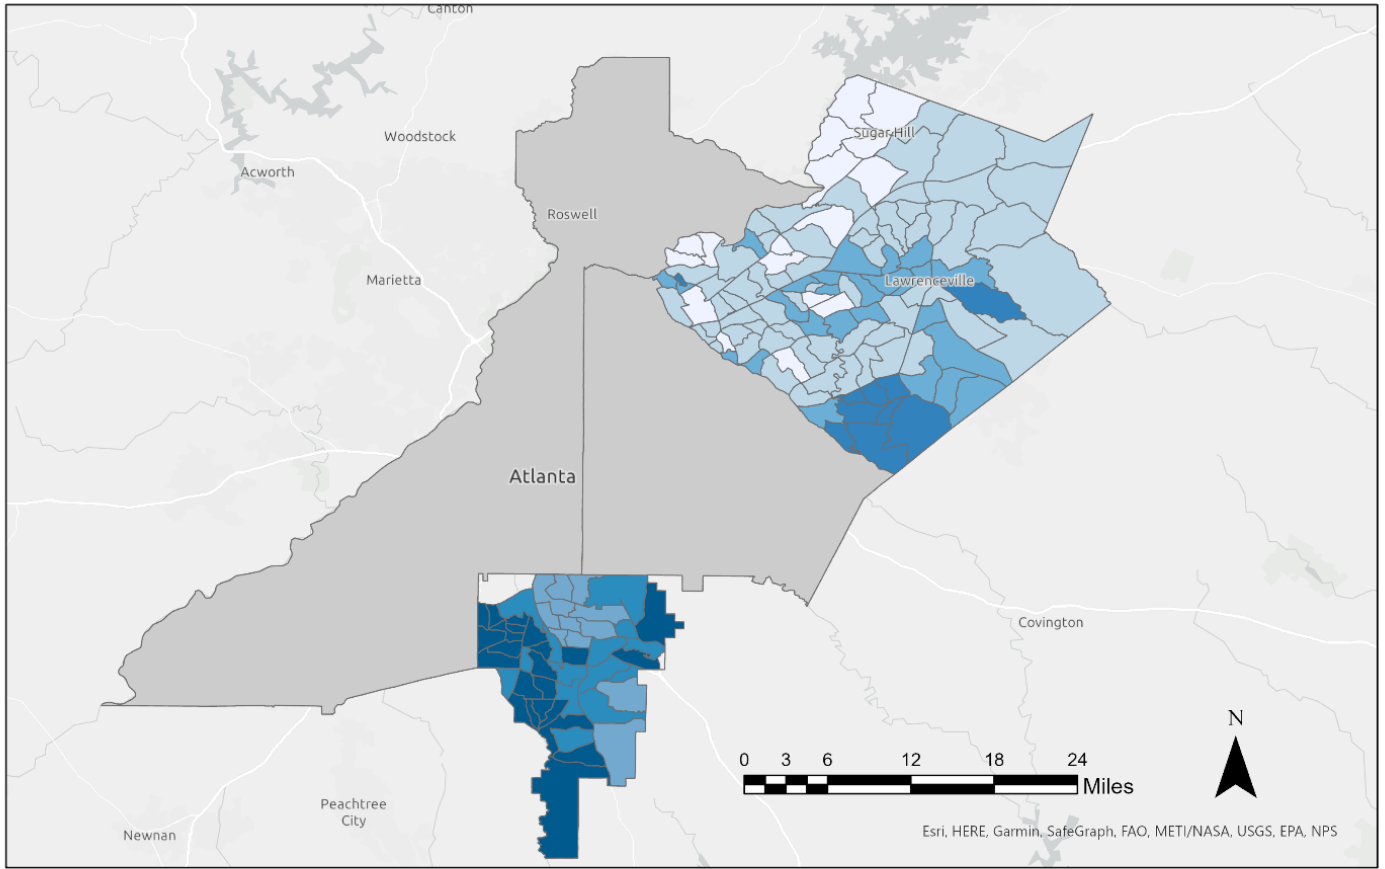 Canton
Woodstock
Sugar Hill
Acworth
Roswell
Marietta
Lawrenceville
Atlanta
Covington
N
0 3 6 12 18 24
Miles
Peachtree
City
Newnan
Esri, HERE, Garmin, SafeGraph, FAO, METI/NASA, USGS, EPA, NPS